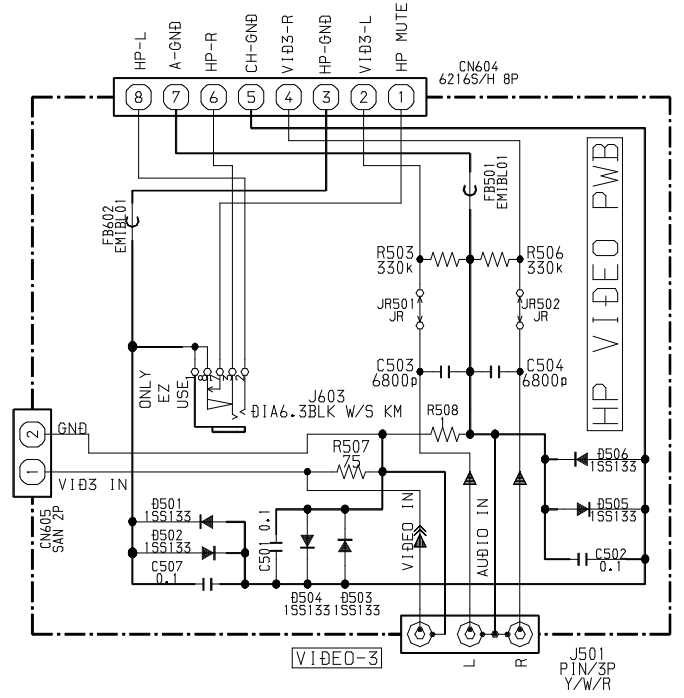 HP-L
A-GND
HP-R
CH-GND
VID3-R
HP-GND
VID3-L
HP MUTE
CN604
6216S/H 8P
8 7 6 5 4 3 2 1
FB602
EMIBL01
FB501
EMIBL01
HP VIDEO PWB
R503
330k
R506
330k
JR501
JR
JR502
JR
C503
6800p
C504
6800p
ONLY
EZ
USE
J603
DIA6.3BLK W/S KM
R508
1
2
GND
1
VID3 IN
CN605
SAN 2P
R507
75
D506
1SS133
D505
1SS133
C502
0.1
D501
1SS133
D502
1SS133
C507
0.1
C501 0.1
D504
1SS133
D503
1SS133
VIDEO IN
AUDIO IN
VIDEO-3
L
R
J501
PIN/3P
Y/W/R